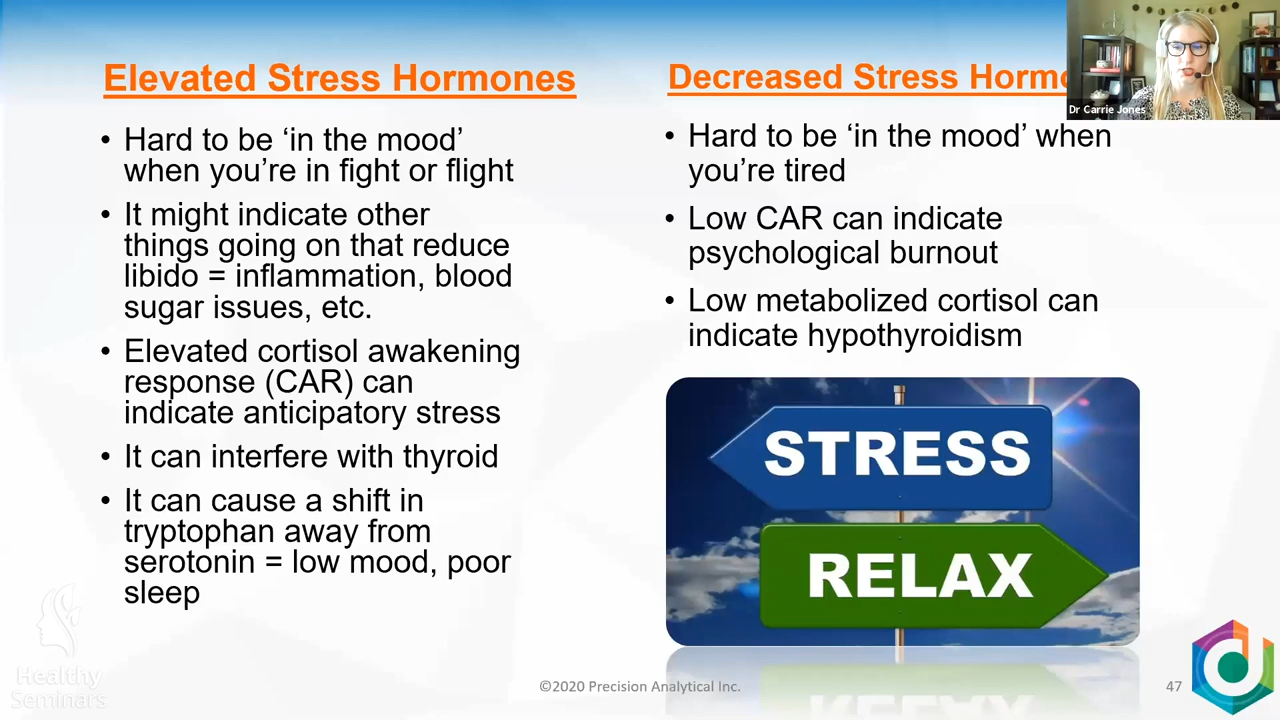 Elevated Stress Hormones
• Hard to be ‘in the mood’
when you’re in fight or flight
• It might indicate other
things going on that reduce
libido = inflammation, blood
sugar issues, etc.
• Elevated cortisol awakening
response (CAR) can
indicate anticipatory stress
• It can interfere with thyroid
• It can cause a shift in
tryptophan away from
serotonin = low mood, poor
sleep
Decreased Stress
• Hard to be ‘in the mood’ when
you’re tired
• Low CAR can indicate
psychological burnout
• Low metabolized cortisol can
indicate hypothyroidism
STRESS
RELAX
Dr Carrie Jones
Healthy
Seminars
©2020 Precision Analytical Inc.
47